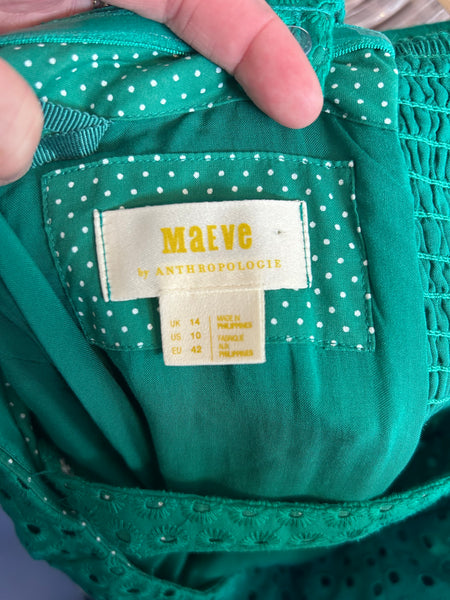 MAEVE
by ANTHROPOLOGIE
UK 14
US 10
EU 42
MADE IN
PHILIPPINES
FABRIQUÉ
AUX
PHILIPPINES